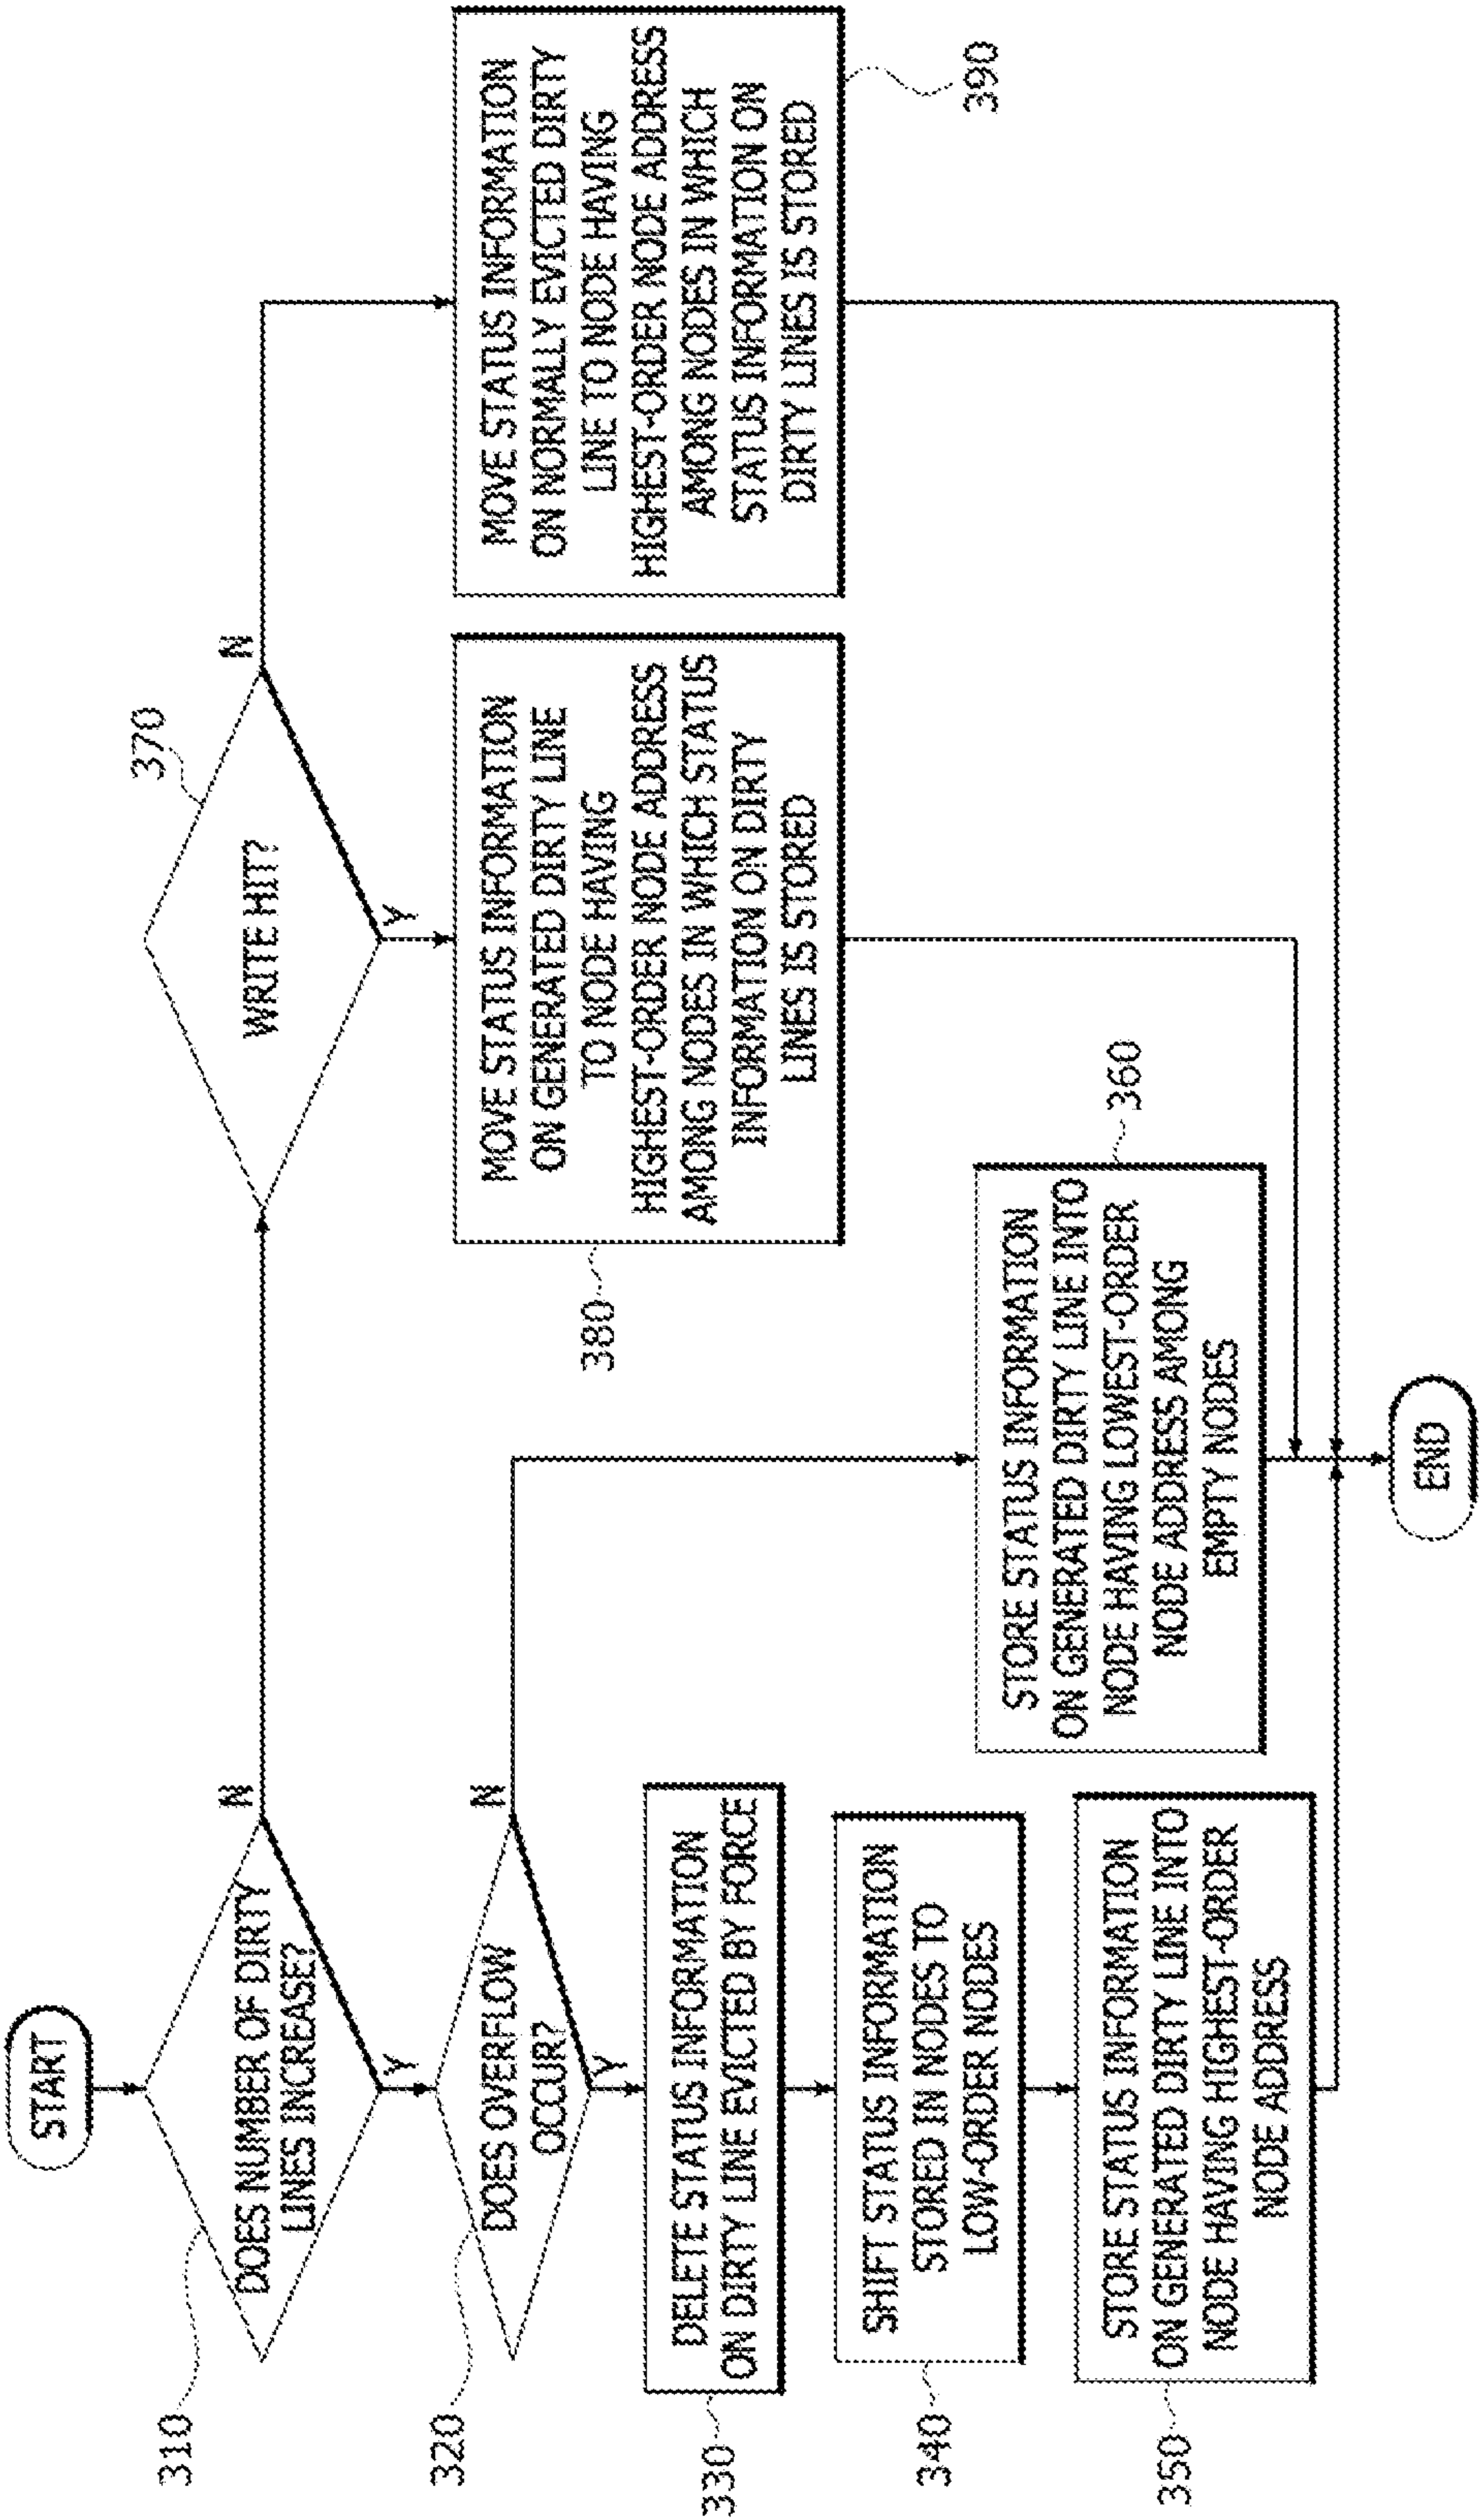 START
310
DOES NUMBER OF DIRTY
LINES INCREASE?
N
Y
320
DOES OVERFLOW
OCCUR?
N
Y
330
DELETE STATUS INFORMATION
ON DIRTY LINE EVICTED BY FORCE
340
SHIFT STATUS INFORMATION
STORED IN NODES TO
LOW-ORDER NODES
350
STORE STATUS INFORMATION
ON GENERATED DIRTY LINE INTO
NODE HAVING HIGHEST-ORDER
NODE ADDRESS
360
STORE STATUS INFORMATION
ON GENERATED DIRTY LINE INTO
NODE HAVING LOWEST-ORDER
NODE ADDRESS AMONG
EMPTY NODES
370
WRITE HIT?
N
Y
380
MOVE STATUS INFORMATION
ON GENERATED DIRTY LINE
TO NODE HAVING
HIGHEST-ORDER NODE ADDRESS
AMONG NODES IN WHICH STATUS
INFORMATION ON DIRTY
LINES IS STORED
390
MOVE STATUS INFORMATION
ON NORMALLY EVICTED DIRTY
LINE TO NODE HAVING
HIGHEST-ORDER NODE ADDRESS
AMONG NODES IN WHICH
STATUS INFORMATION ON
DIRTY LINES IS STORED
END